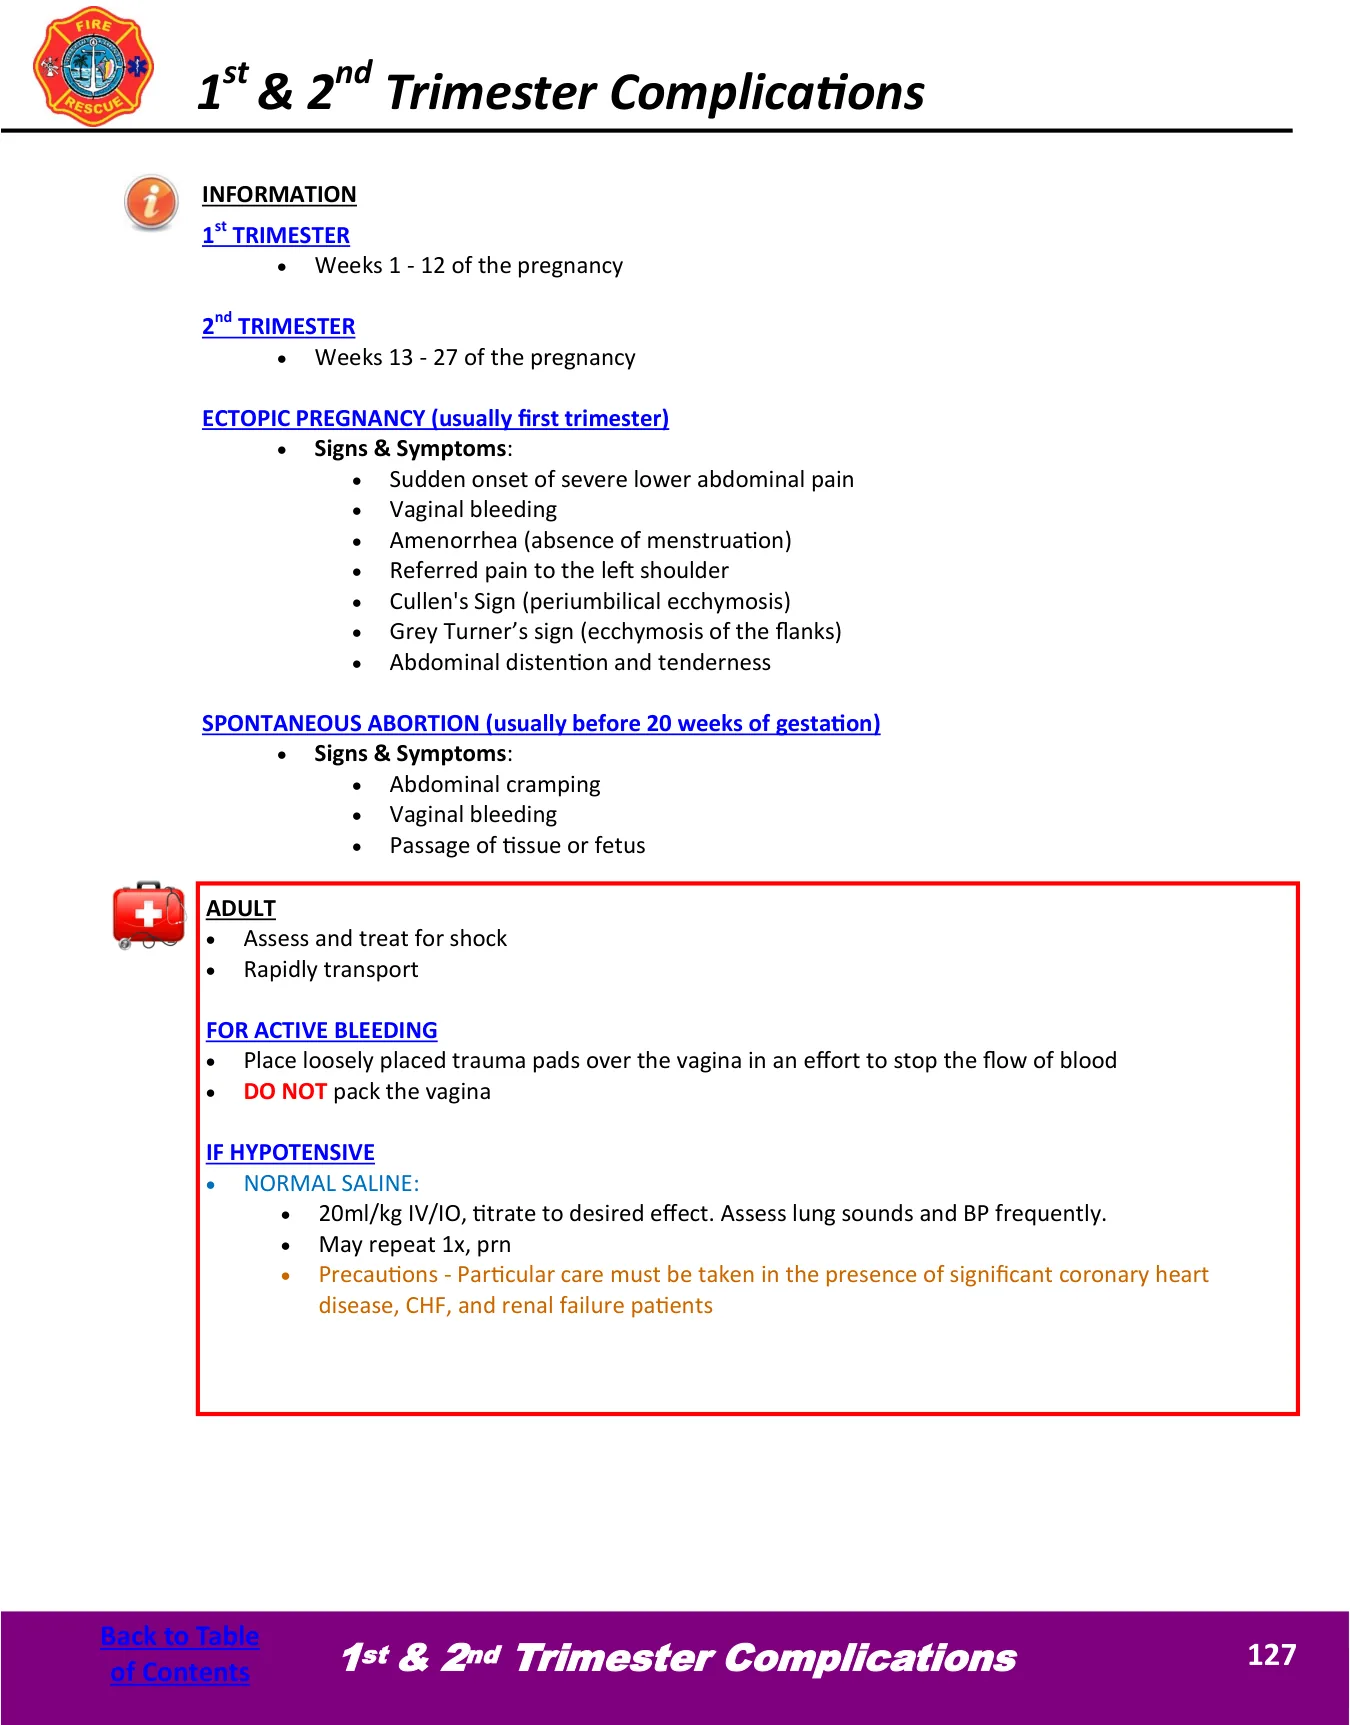 FIRE
RESCUE
1st & 2nd Trimester Complications
INFORMATION
1st TRIMESTER
• Weeks 1 - 12 of the pregnancy
2nd TRIMESTER
• Weeks 13 - 27 of the pregnancy
ECTOPIC PREGNANCY (usually first trimester)
• Signs & Symptoms:
• Sudden onset of severe lower abdominal pain
• Vaginal bleeding
• Amenorrhea (absence of menstruation)
• Referred pain to the left shoulder
• Cullen's Sign (periumbilical ecchymosis)
• Grey Turner’s sign (ecchymosis of the flanks)
• Abdominal distention and tenderness
SPONTANEOUS ABORTION (usually before 20 weeks of gestation)
• Signs & Symptoms:
• Abdominal cramping
• Vaginal bleeding
• Passage of tissue or fetus
ADULT
• Assess and treat for shock
• Rapidly transport
FOR ACTIVE BLEEDING
• Place loosely placed trauma pads over the vagina in an effort to stop the flow of blood
• DO NOT pack the vagina
IF HYPOTENSIVE
• NORMAL SALINE:
• 20ml/kg IV/IO, titrate to desired effect. Assess lung sounds and BP frequently.
• May repeat 1x, prn
• Precautions - Particular care must be taken in the presence of significant coronary heart
disease, CHF, and renal failure patients
Back to Table
of Contents
1st & 2nd Trimester Complications
127